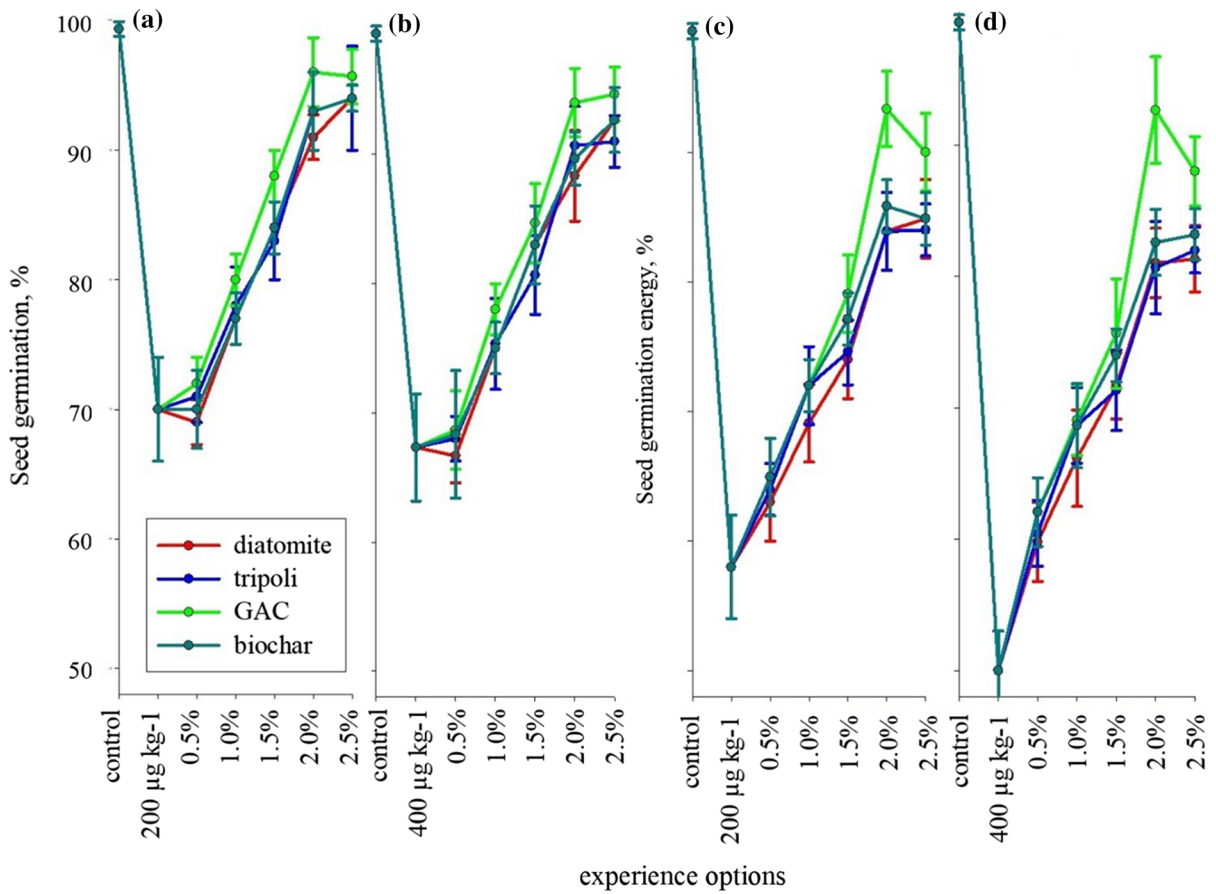 (a)
(b)
(c)
(d)
Seed germination, %
100
90
80
70
60
50
diatomite
tripoli
GAC
biochar
Seed germination energy, %
control
200 µg kg-1
0.5%
1.0%
1.5%
2.0%
2.5%
control
400 µg kg-1
0.5%
1.0%
1.5%
2.0%
2.5%
control
200 µg kg-1
0.5%
1.0%
1.5%
2.0%
2.5%
control
400 µg kg-1
0.5%
1.0%
1.5%
2.0%
2.5%
experience options